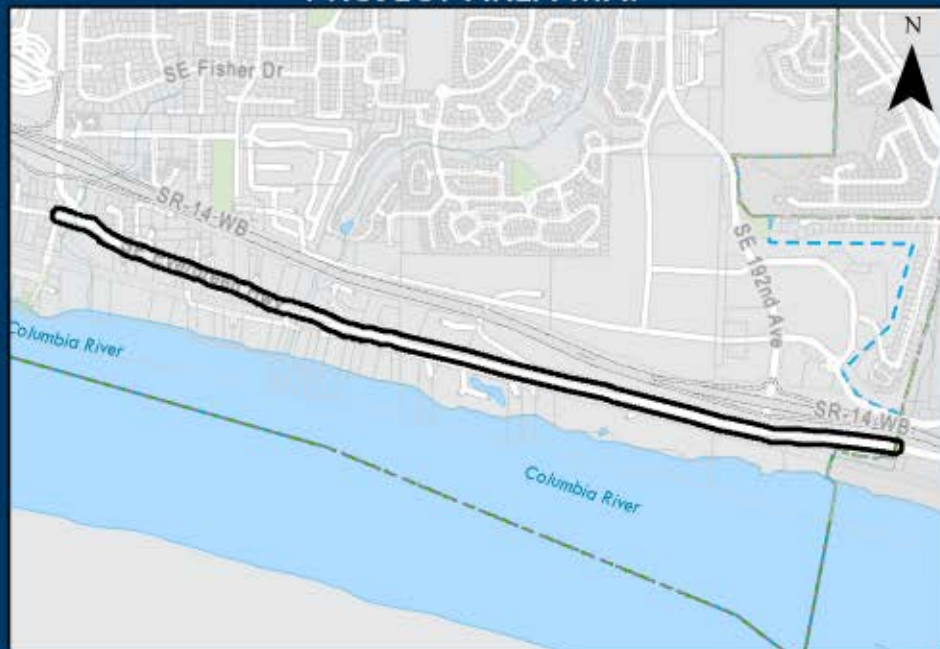 N
SE Fisher Dr
SR-14 WB
SE 192nd Ave
Columbia River
SR-14 WB
Columbia River